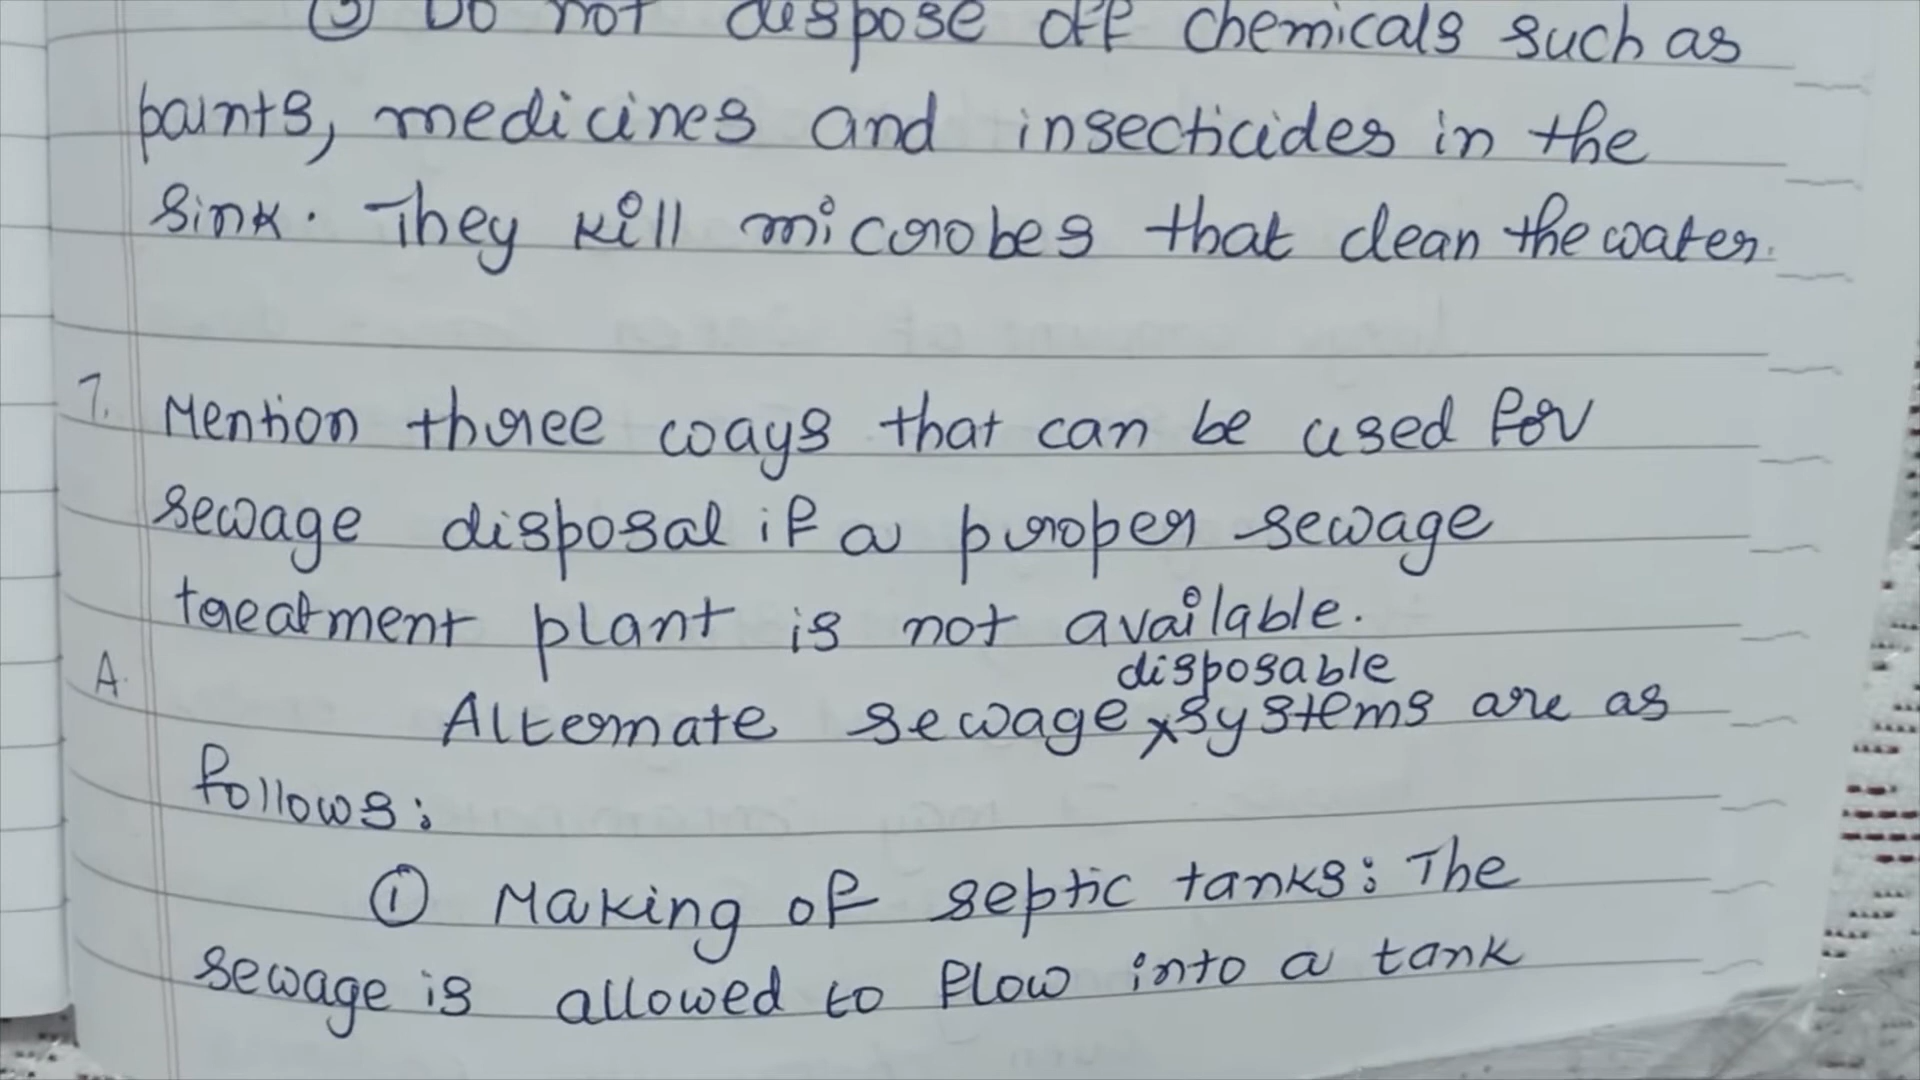 ③ Do not dispose off chemicals such as
paints, medicines and insecticides in the
sink. They kill microbes that clean the water.
7. Mention three ways that can be used for
sewage disposal if a proper sewage
treatment plant is not available.
disposable
A. Alternate sewage x systems are as
follows:
① Making of septic tanks: The
sewage is allowed to flow into a tank